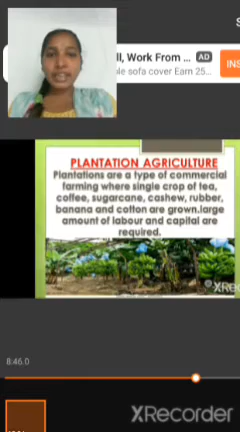 S
ll, Work From ... AD
le sofa cover Earn 25...
INS
PLANTATION AGRICULTURE
Plantations are a type of commercial
farming where single crop of tea,
coffee, sugarcane, cashew, rubber,
banana and cotton are grown.large
amount of labour and capital are
required.
XRe
8:46.0
XRecorder